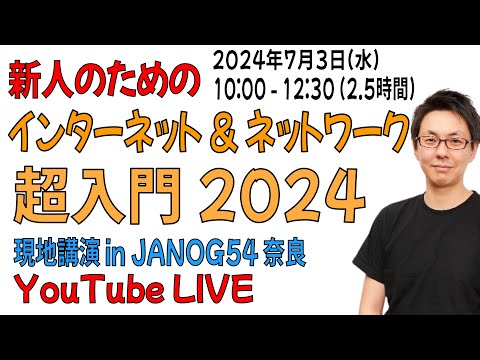 新人のための
2024年7月3日(水)
10:00 - 12:30 (2.5時間)
インターネット & ネットワーク
超入門 2024
現地講演 in JANOG54 奈良
YouTube LIVE